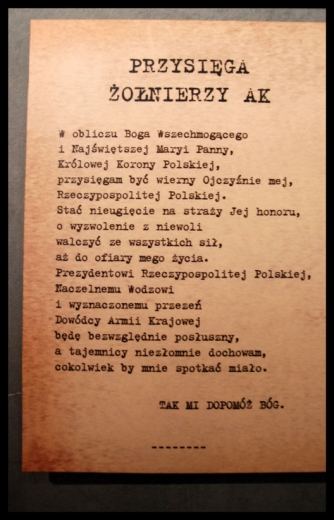 PRZYSIĘGA
ŻOŁNIERZY AK
W obliczu Boga Wszechmogącego
i Najświętszej Maryi Panny,
Królowej Korony Polskiej,
przysięgam być wierny Ojczyźnie mej,
Rzeczypospolitej Polskiej.
Stać nieugięcie na straży Jej honoru,
o wyzwolenie z niewoli
walczyć ze wszystkich sił,
aż do ofiary mego życia.
Prezydentowi Rzeczypospolitej Polskiej,
Naczelnemu Wodzowi
i wyznaczonemu przezeń
Dowódcy Armii Krajowej
będę bezwzględnie posłuszny,
a tajemnicy niezłomnie dochowam,
cokolwiek by mnie spotkać miało.
TAK MI DOPOMÓŻ BÓG.
--------